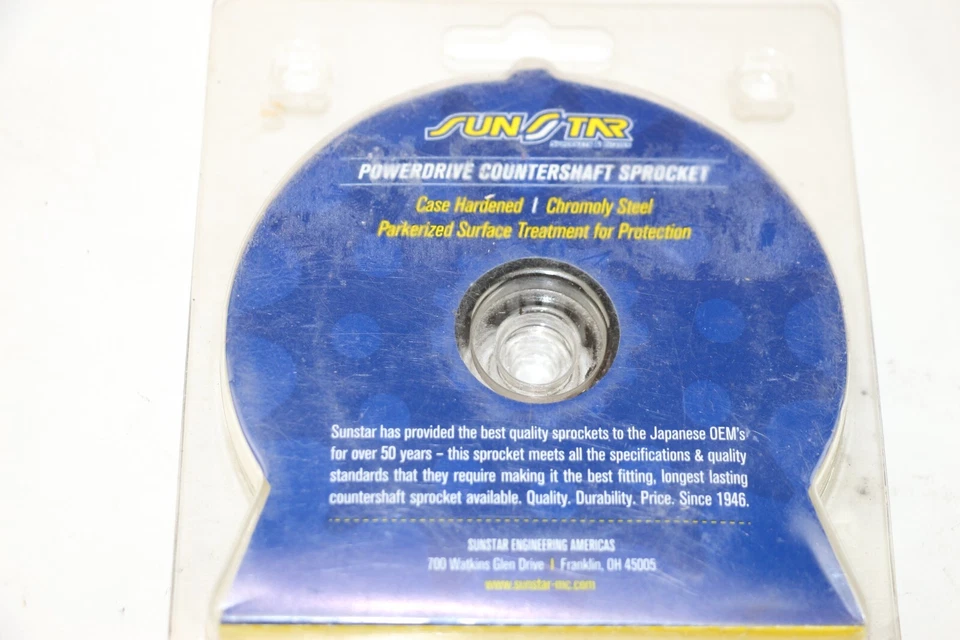 SUNSTAR
POWERDRIVE COUNTERSHAFT SPROCKET
Case Hardened | Chromoly Steel
Parkerized Surface Treatment for Protection
Sunstar has provided the best quality sprockets to the Japanese OEM's
for over 50 years – this sprocket meets all the specifications & quality
standards that they require making it the best fitting, longest lasting
countershaft sprocket available. Quality. Durability. Price. Since 1946.
SUNSTAR ENGINEERING AMERICAS
700 Watkins Glen Drive | Franklin, OH 45005
www.sunstar-mc.com